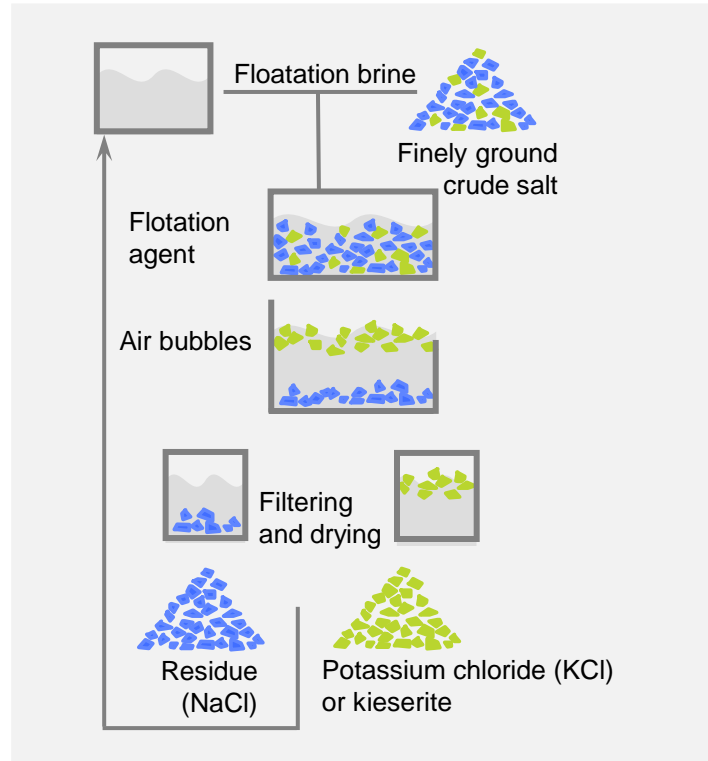 Floatation brine
Finely ground
crude salt
Flotation
agent
Air bubbles
Filtering
and drying
Residue
(NaCl)
Potassium chloride (KCl)
or kieserite